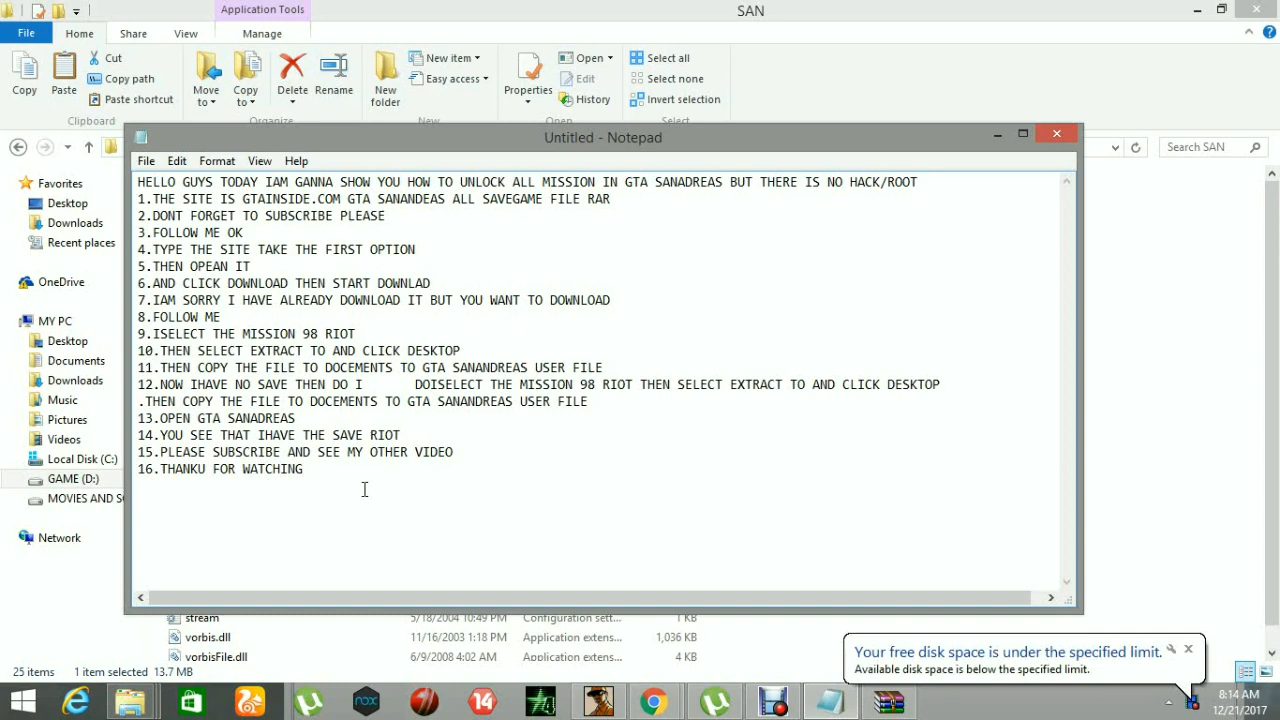 Application Tools
SAN
File
Home
Share
View
Manage
Copy
Paste
Cut
Copy path
Paste shortcut
Clipboard
Move to
Copy to
Delete
Rename
Organize
New folder
New item
Easy access
New
Properties
Open
Edit
History
Open
Select all
Select none
Invert selection
Select
Search SAN
Untitled - Notepad
File Edit Format View Help
HELLO GUYS TODAY IAM GANNA SHOW YOU HOW TO UNLOCK ALL MISSION IN GTA SANADREAS BUT THERE IS NO HACK/ROOT
1.THE SITE IS GTAINSIDE.COM GTA SANANDEAS ALL SAVEGAME FILE RAR
2.DONT FORGET TO SUBSCRIBE PLEASE
3.FOLLOW ME OK
4.TYPE THE SITE TAKE THE FIRST OPTION
5.THEN OPEAN IT
6.AND CLICK DOWNLOAD THEN START DOWNLAD
7.IAM SORRY I HAVE ALREADY DOWNLOAD IT BUT YOU WANT TO DOWNLOAD
8.FOLLOW ME
9.ISELECT THE MISSION 98 RIOT
10.THEN SELECT EXTRACT TO AND CLICK DESKTOP
11.THEN COPY THE FILE TO DOCEMENTS TO GTA SANANDREAS USER FILE
12.NOW IHAVE NO SAVE THEN DO I DOISELECT THE MISSION 98 RIOT THEN SELECT EXTRACT TO AND CLICK DESKTOP
.THEN COPY THE FILE TO DOCEMENTS TO GTA SANANDREAS USER FILE
13.OPEN GTA SANADREAS
14.YOU SEE THAT IHAVE THE SAVE RIOT
15.PLEASE SUBSCRIBE AND SEE MY OTHER VIDEO
16.THANKU FOR WATCHING
Favorites
Desktop
Downloads
Recent places
OneDrive
MY PC
Desktop
Documents
Downloads
Music
Pictures
Videos
Local Disk (C:)
GAME (D:)
MOVIES AND SO
Network
stream 5/18/2004 10:49 PM Configuration sett... 1 KB
vorbis.dll 11/16/2003 1:18 PM Application extens... 1,036 KB
vorbisFile.dll 6/9/2008 4:02 AM Application extens... 4 KB
25 items 1 item selected 13.7 MB
Your free disk space is under the specified limit.
Available disk space is below the specified limit.
nox
14
8:14 AM
12/21/2017